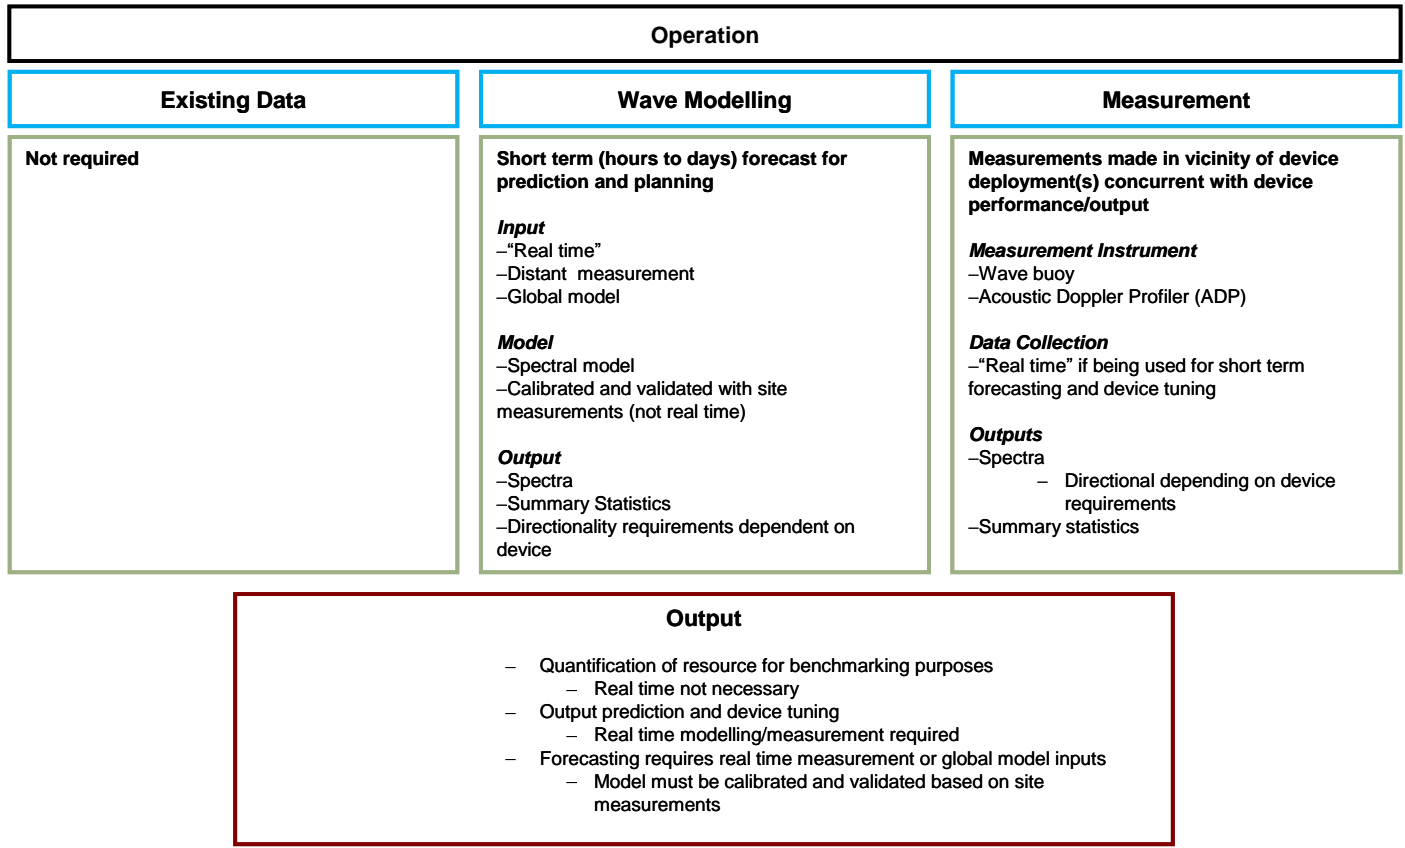 Operation
Existing Data
Not required
Wave Modelling
Short term (hours to days) forecast for
prediction and planning
Input
–“Real time”
–Distant measurement
–Global model
Model
–Spectral model
–Calibrated and validated with site
measurements (not real time)
Output
–Spectra
–Summary Statistics
–Directionality requirements dependent on
device
Measurement
Measurements made in vicinity of device
deployment(s) concurrent with device
performance/output
Measurement Instrument
–Wave buoy
–Acoustic Doppler Profiler (ADP)
Data Collection
–“Real time” if being used for short term
forecasting and device tuning
Outputs
–Spectra
– Directional depending on device
requirements
–Summary statistics
Output
– Quantification of resource for benchmarking purposes
– Real time not necessary
– Output prediction and device tuning
– Real time modelling/measurement required
– Forecasting requires real time measurement or global model inputs
– Model must be calibrated and validated based on site
measurements